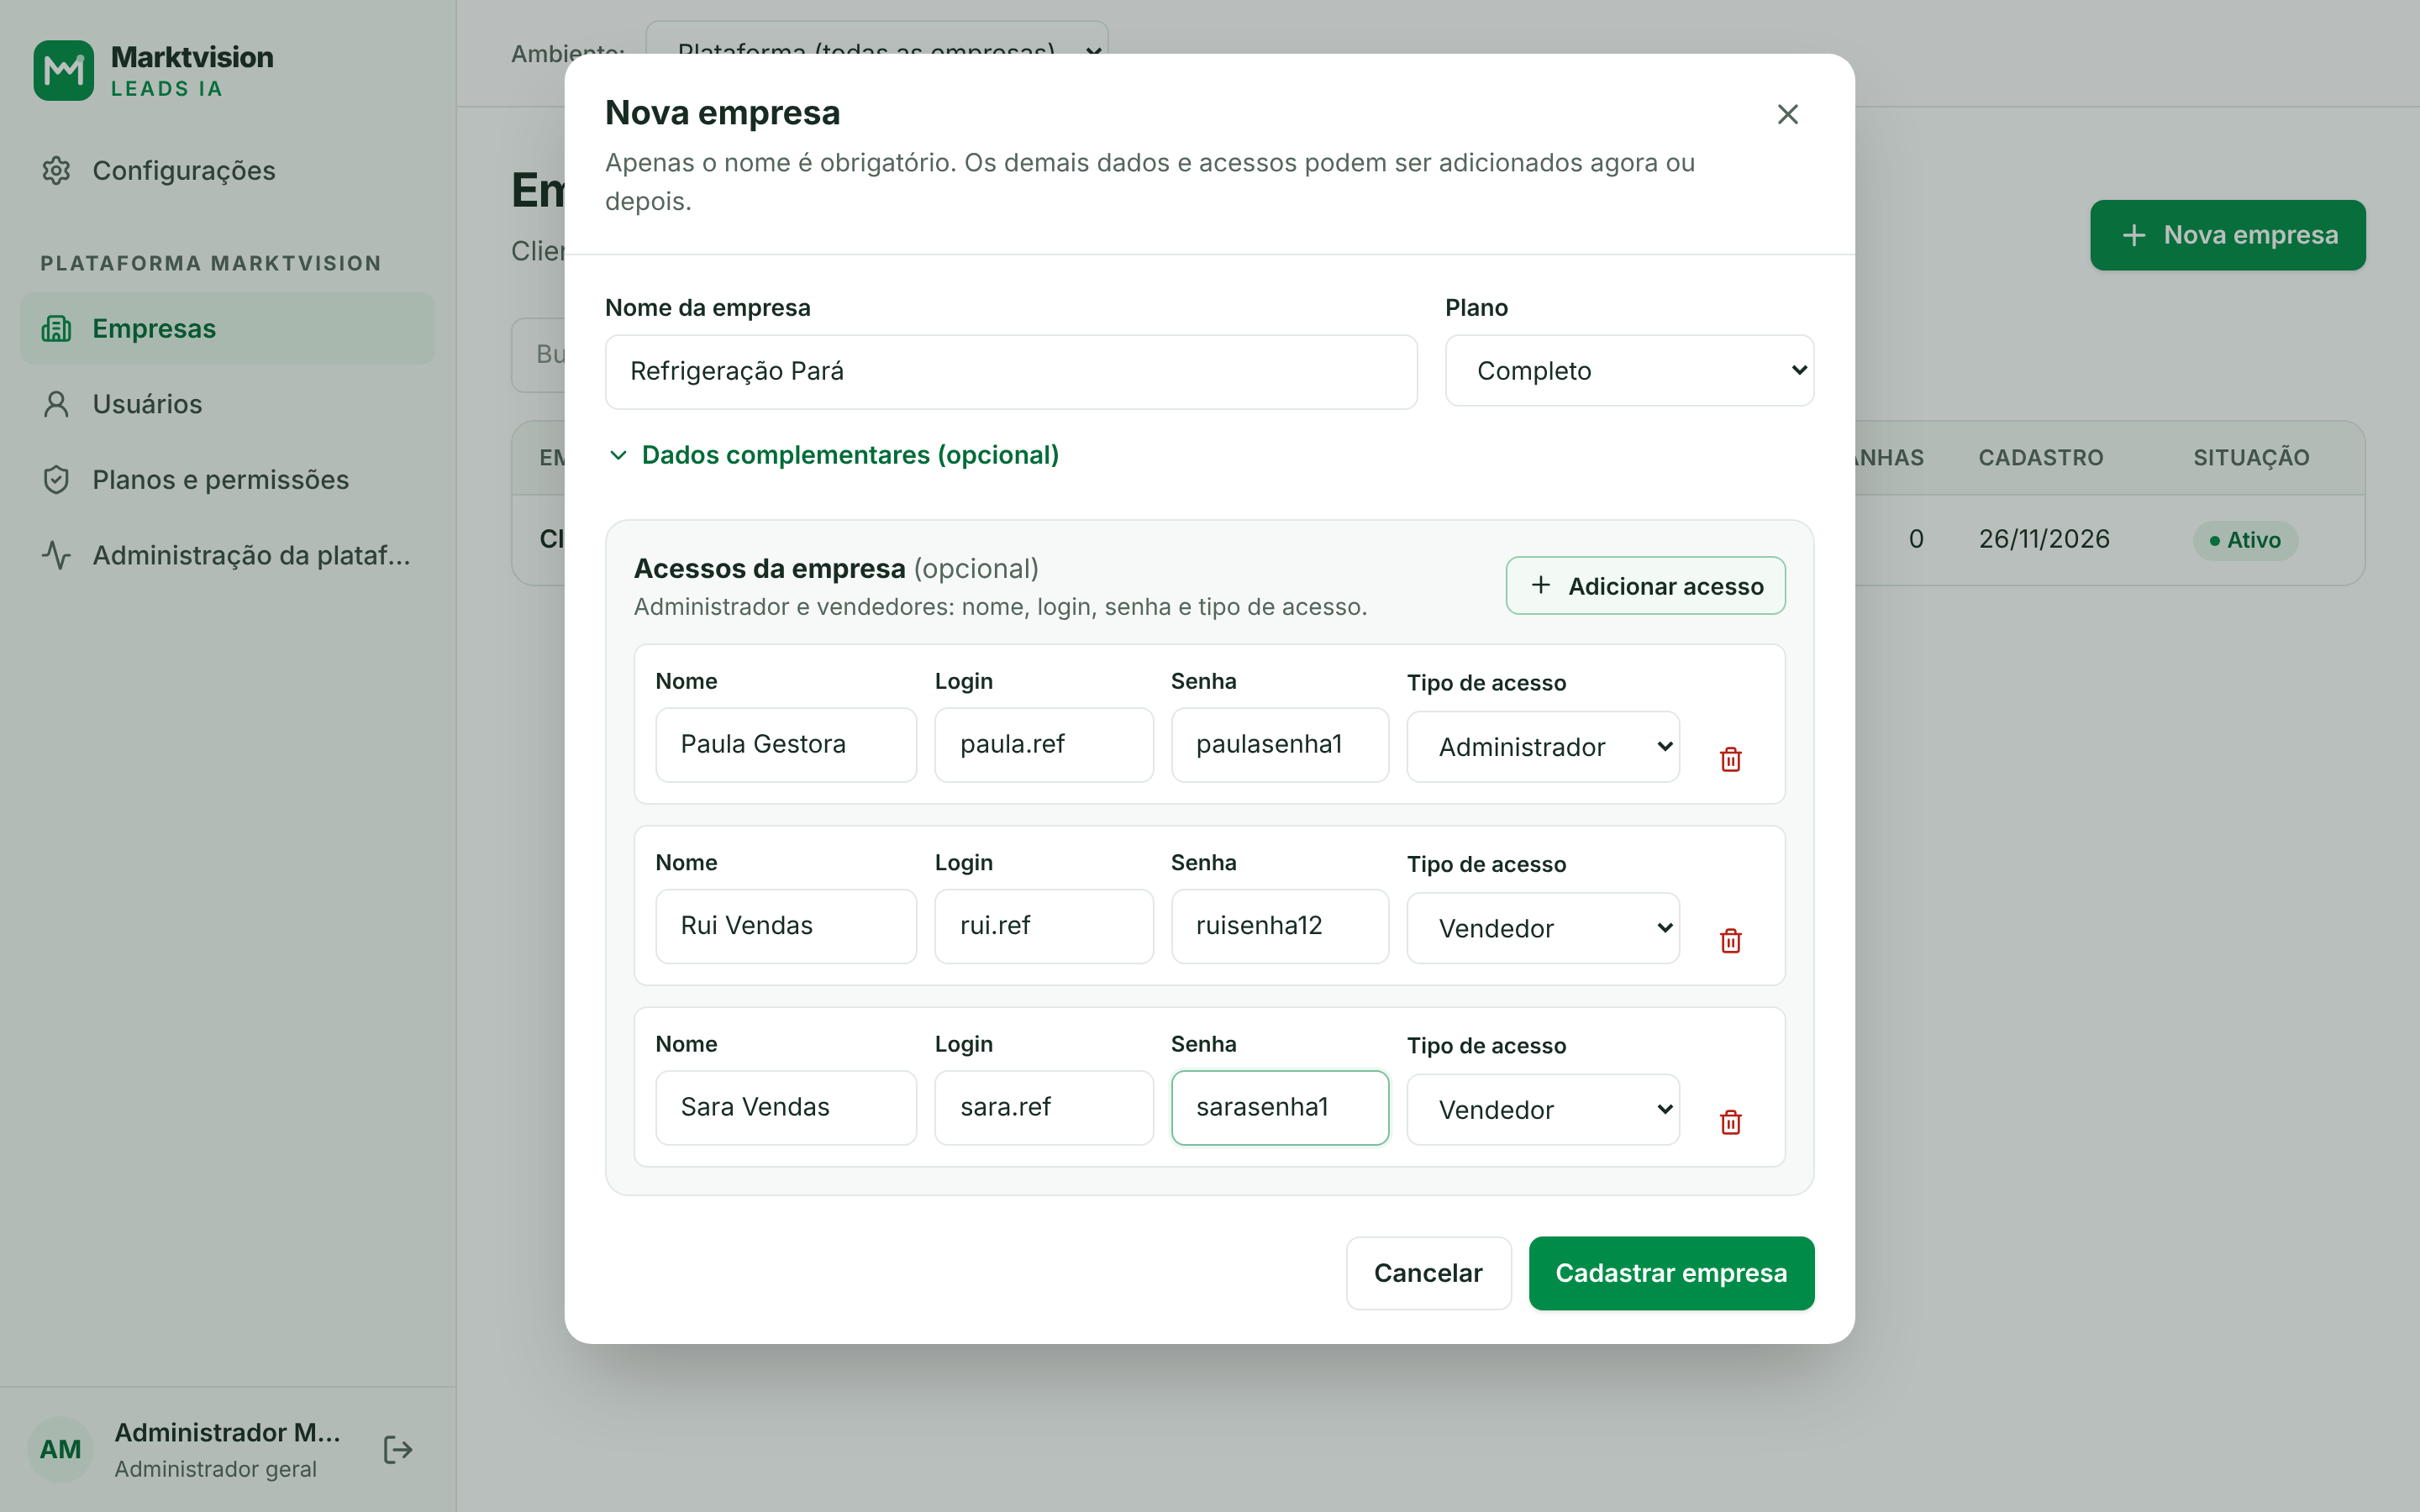 Marktvision
LEADS IA
Configurações
PLATAFORMA MARKTVISION
Empresas
Usuários
Planos e permissões
Administração da plataf...
AM
Administrador M...
Administrador geral
Ambiente:
Plataforma (todas as empresas)
Nova empresa
CADASTRO
SITUAÇÃO
0
26/11/2026
Ativo
Nova empresa
Apenas o nome é obrigatório. Os demais dados e acessos podem ser adicionados agora ou
depois.
Nome da empresa
Plano
Refrigeração Pará
Completo
Dados complementares (opcional)
Acessos da empresa (opcional)
Administrador e vendedores: nome, login, senha e tipo de acesso.
Adicionar acesso
Nome Login Senha Tipo de acesso
Paula Gestora paula.ref paulasenha1 Administrador
Nome Login Senha Tipo de acesso
Rui Vendas rui.ref ruisenha12 Vendedor
Nome Login Senha Tipo de acesso
Sara Vendas sara.ref sarasenha1 Vendedor
Cancelar
Cadastrar empresa